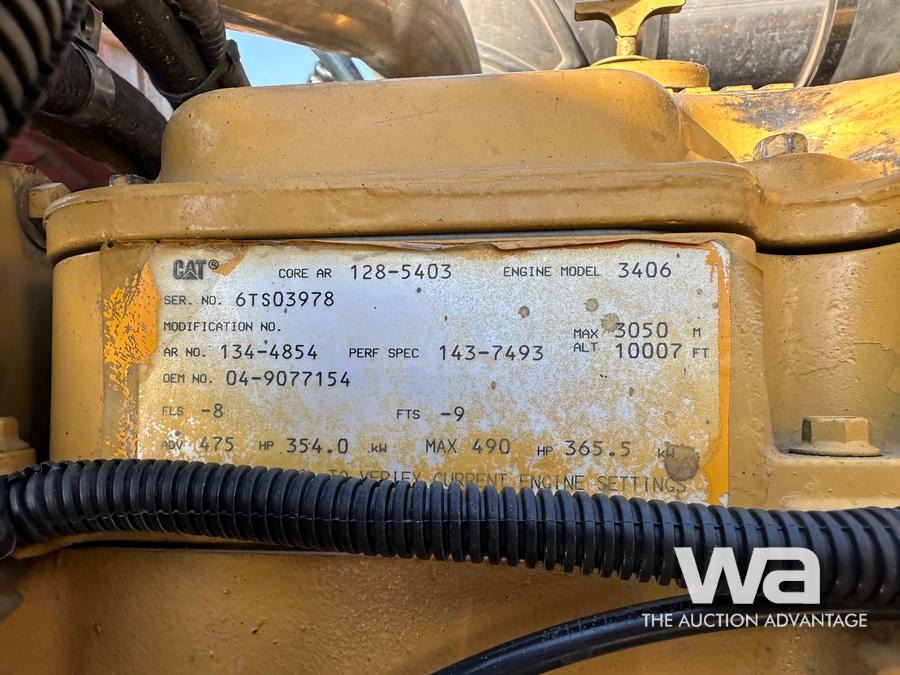 CAT® CORE AR 128-5403 ENGINE MODEL 3406
SER. NO. 6TS03978
MODIFICATION NO. MAX 3050 M
AR NO. 134-4854 PERF SPEC 143-7493 ALT 10007 FT
OEM NO. 04-9077154
FLS -8 FTS -9
ADV 475 HP 354.0 kW MAX 490 HP 365.5 kW
TO VERIFY CURRENT ENGINE SETTINGS
wa
THE AUCTION ADVANTAGE